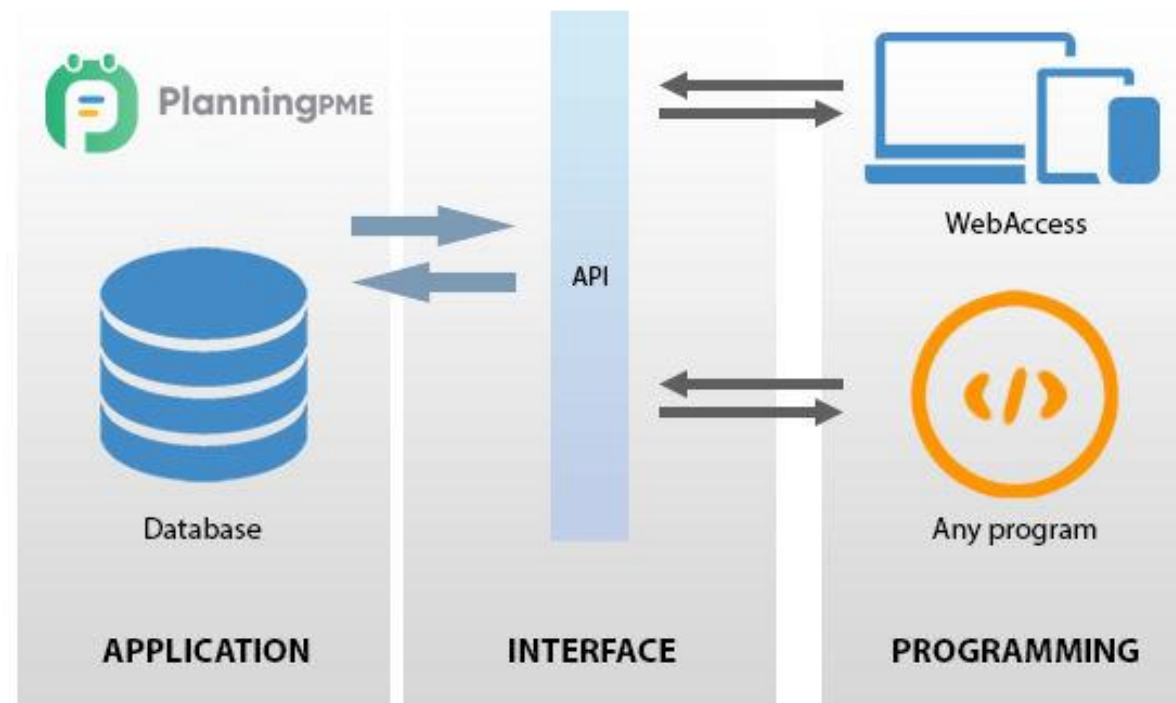 PlanningPME
WebAccess
API
Database
Any program
APPLICATION
INTERFACE
PROGRAMMING